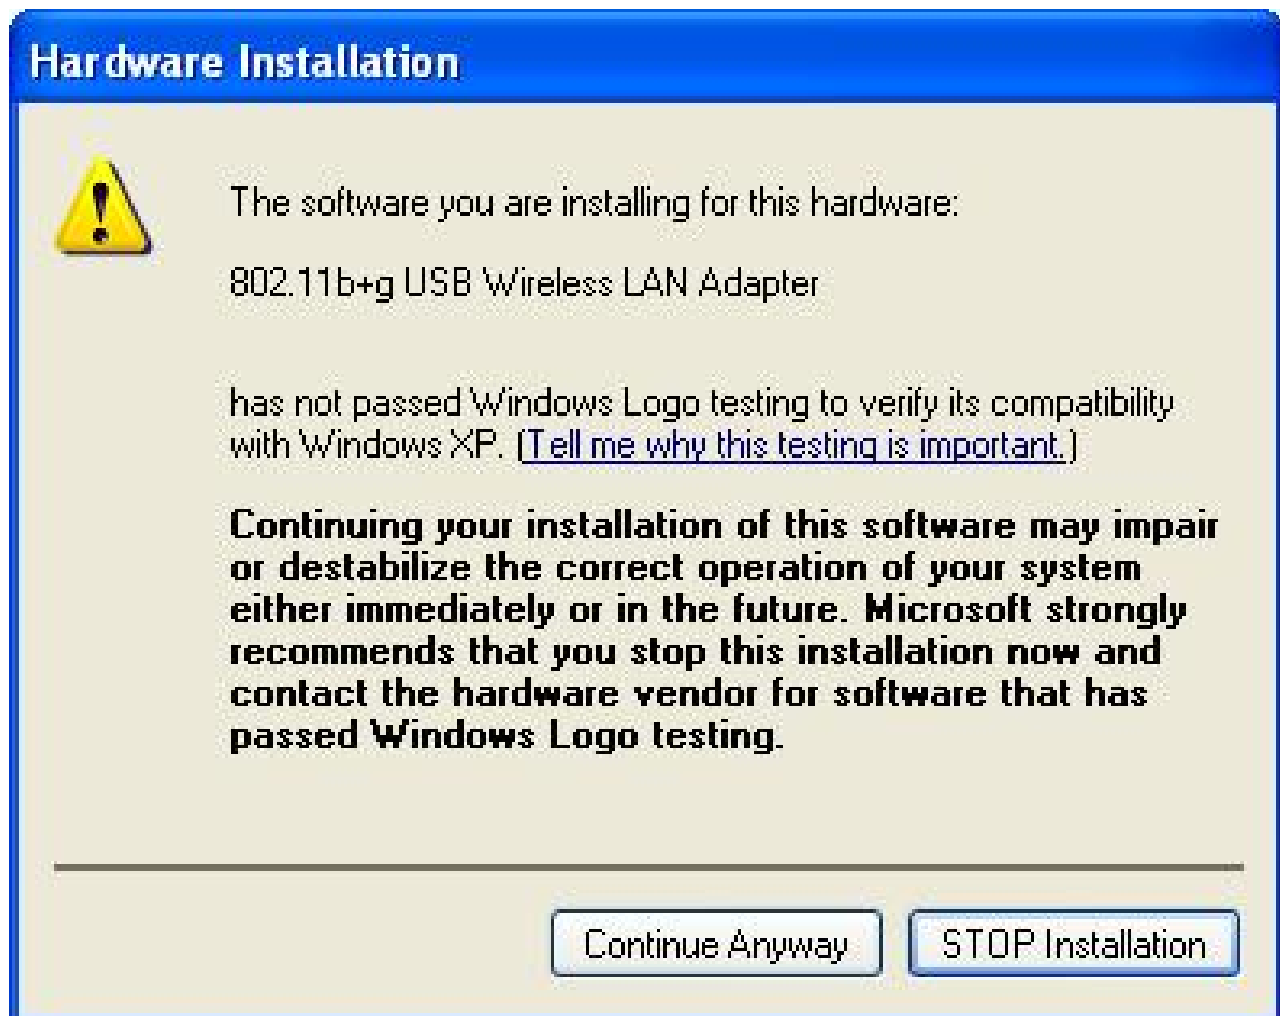 Hardware Installation
The software you are installing for this hardware:
802.11b+g USB Wireless LAN Adapter
has not passed Windows Logo testing to verify its compatibility
with Windows XP. (Tell me why this testing is important.)
Continuing your installation of this software may impair
or destabilize the correct operation of your system
either immediately or in the future. Microsoft strongly
recommends that you stop this installation now and
contact the hardware vendor for software that has
passed Windows Logo testing.
Continue Anyway
STOP Installation